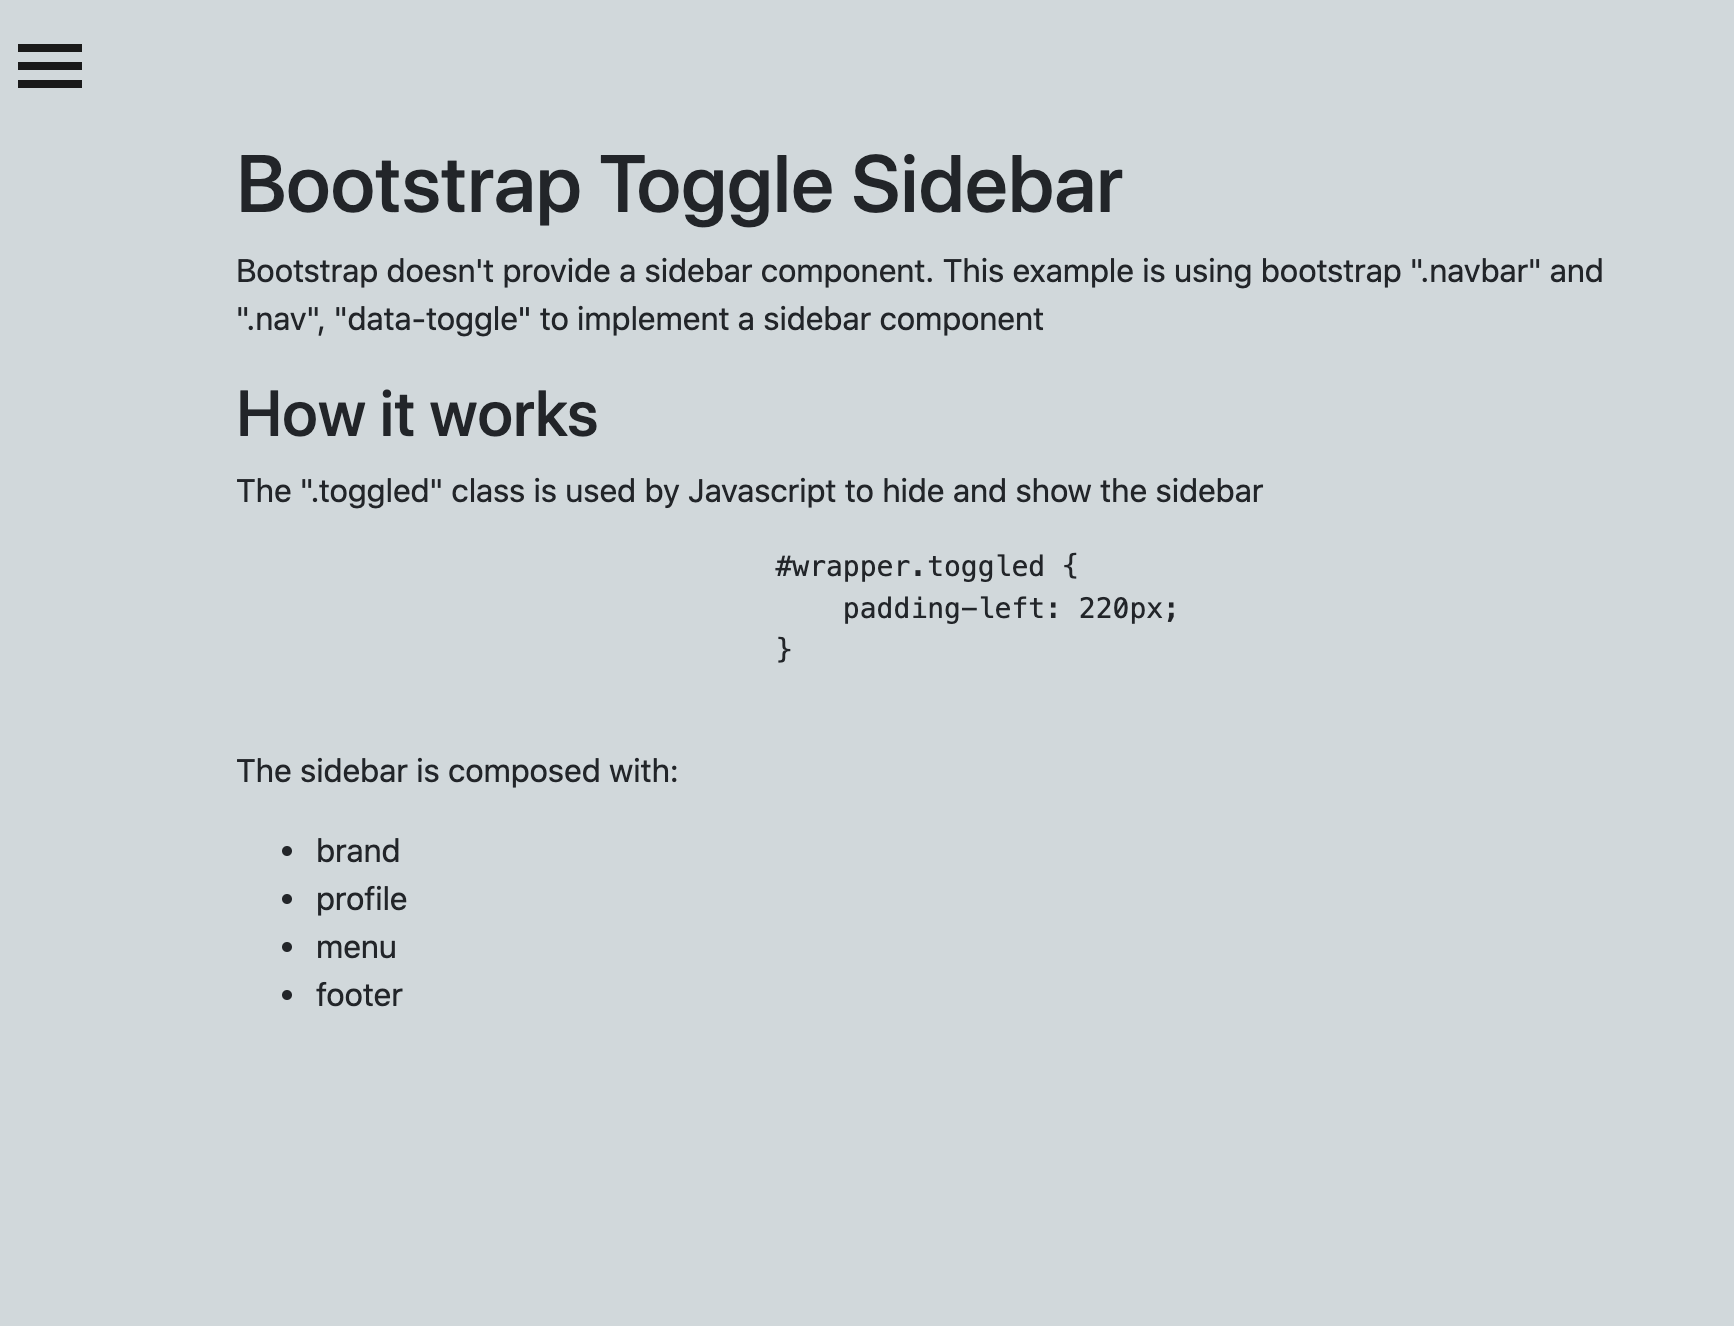 Bootstrap Toggle Sidebar
Bootstrap doesn't provide a sidebar component. This example is using bootstrap ".navbar" and
".nav", "data-toggle" to implement a sidebar component
How it works
The ".toggled" class is used by Javascript to hide and show the sidebar
#wrapper.toggled {
    padding-left: 220px;
}
The sidebar is composed with:
• brand
• profile
• menu
• footer